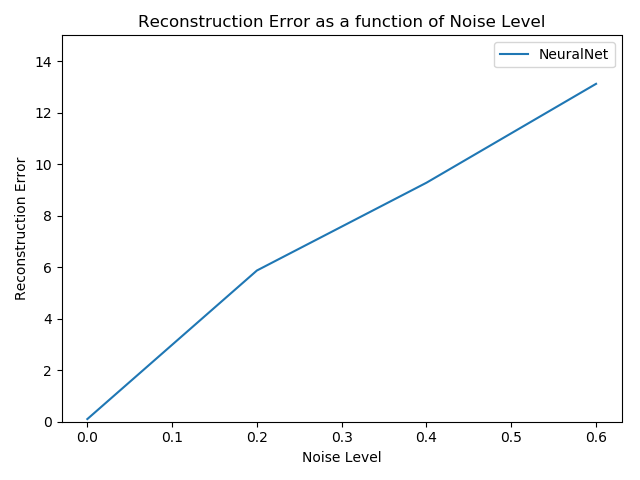 Reconstruction Error as a function of Noise Level
NeuralNet
14
12
10
8
6
4
2
0
Reconstruction Error
0.0 0.1 0.2 0.3 0.4 0.5 0.6
Noise Level